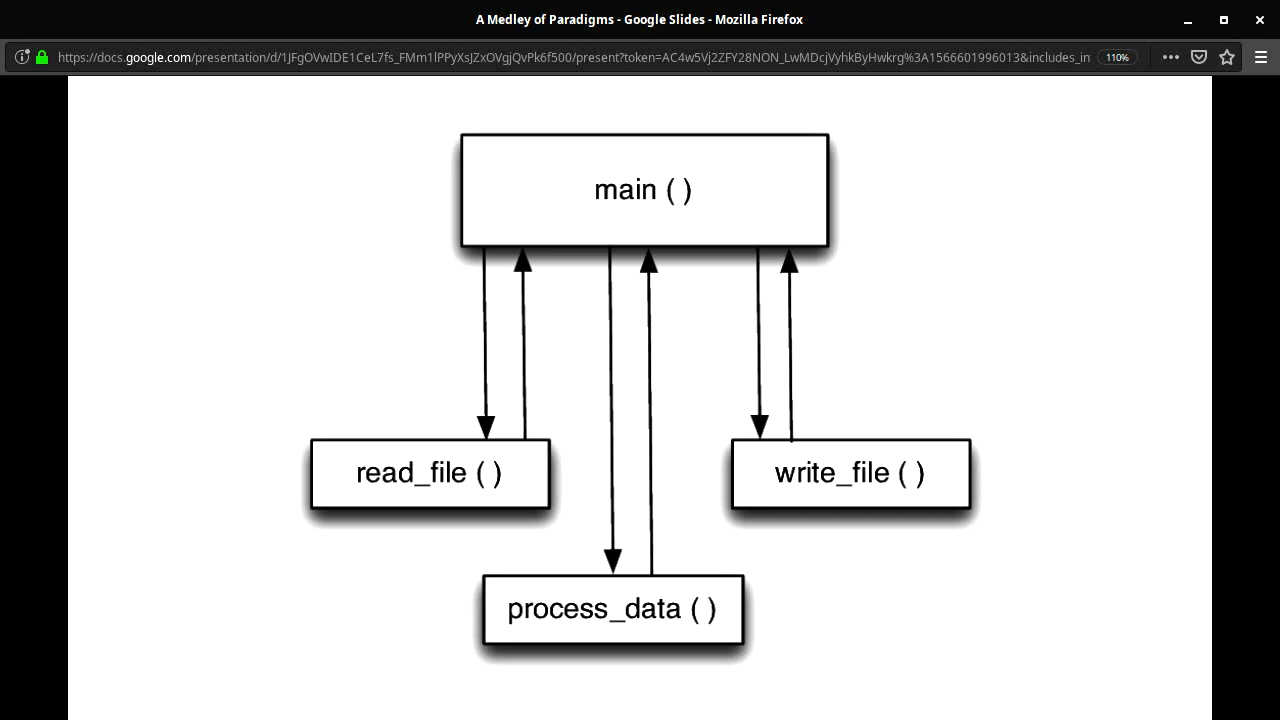 A Medley of Paradigms - Google Slides - Mozilla Firefox
https://docs.google.com/presentation/d/1JFgOVwIDE1CeL7fs_FMm1lPPyXsJZxOVgjQvPk6f500/present?token=AC4w5Vj2ZFY28NON_LwMDcjVyhkByHwkrg%3A1566601996013&includes_in
110%
main ( )
read_file ( )
write_file ( )
process_data ( )